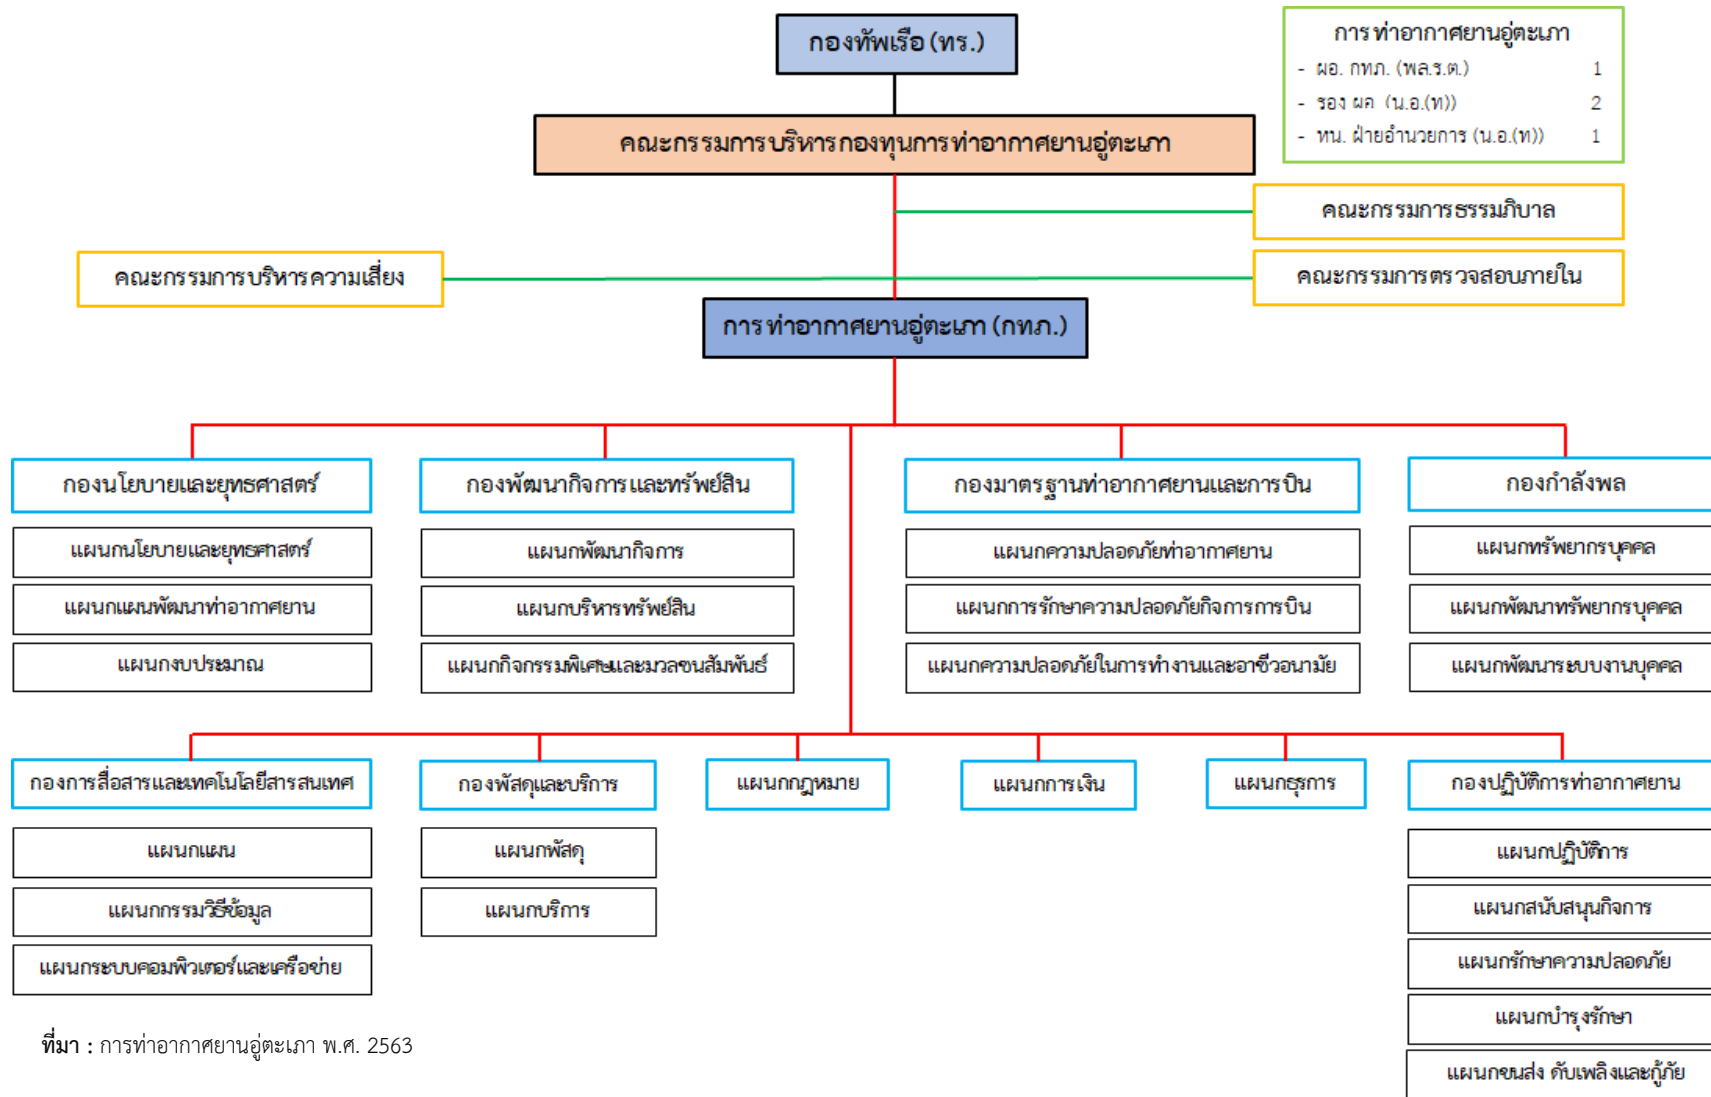 กองทัพเรือ (ทร.)
การท่าอากาศยานอู่ตะเภา
- ผอ. กทภ. (พล.ร.ต.) 1
- รอง ผค (น.อ.(ท)) 2
- ทน. ฝ่ายอำนวยการ (น.อ.(ท)) 1
คณะกรรมการบริหารกองทุนการท่าอากาศยานอู่ตะเภา
คณะกรรมการธรรมภิบาล
คณะกรรมการบริหารความเสี่ยง
คณะกรรมการตรวจสอบภายใน
การท่าอากาศยานอู่ตะเภา (กทภ.)
กองนโยบายและยุทธศาสตร์
แผนกนโยบายและยุทธศาสตร์
แผนกแผนพัฒนาท่าอากาศยาน
แผนกงบประมาณ
กองพัฒนากิจการและทรัพย์สิน
แผนกพัฒนากิจการ
แผนกบริหารทรัพย์สิน
แผนกกิจกรรมพิเศษและมวลชนสัมพันธ์
กองมาตรฐานท่าอากาศยานและการบิน
แผนกความปลอดภัยท่าอากาศยาน
แผนกการรักษาความปลอดภัยกิจการการบิน
แผนกความปลอดภัยในการทำงานและอาชีวอนามัย
กองกำลังพล
แผนกทรัพยากรบุคคล
แผนกพัฒนาทรัพยากรบุคคล
แผนกพัฒนาระบบงานบุคคล
กองการสื่อสารและเทคโนโลยีสารสนเทศ
แผนกแผน
แผนกกรรมวิธีข้อมูล
แผนกระบบคอมพิวเตอร์และเครือข่าย
กองพัสดุและบริการ
แผนกพัสดุ
แผนกบริการ
แผนกกฎหมาย
แผนกการเงิน
แผนกธุรการ
กองปฏิบัติการท่าอากาศยาน
แผนกปฏิบัติการ
แผนกสนับสนุนกิจการ
แผนกรักษาความปลอดภัย
แผนกบำรุงรักษา
แผนกขนส่ง ดับเพลิงและกู้ภัย
ที่มา : การท่าอากาศยานอู่ตะเภา พ.ศ. 2563